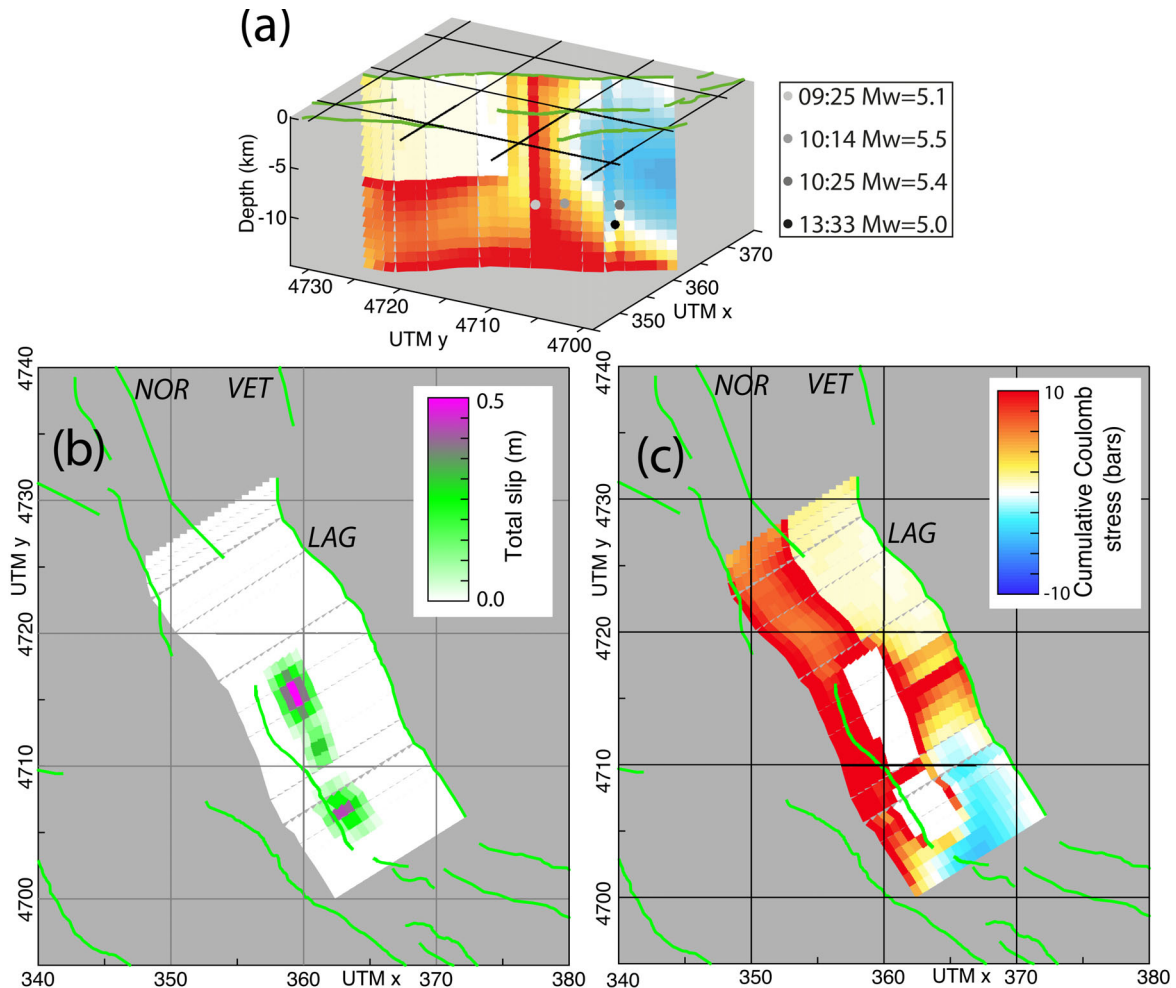 (a)
0
-5
-10
Depth (km)
4730
4720
4710
4700
UTM y
350
360
370
UTM x
09:25 Mw=5.1
10:14 Mw=5.5
10:25 Mw=5.4
13:33 Mw=5.0
(b)
NOR
VET
LAG
0.5
0.0
Total slip (m)
4740
4730
4720
4710
4700
UTM y
340
350
360
370
380
UTM x
(c)
NOR
VET
LAG
10
-10
Cumulative Coulomb
stress (bars)
4740
4730
4720
4710
4700
UTM y
340
350
360
370
380
UTM x